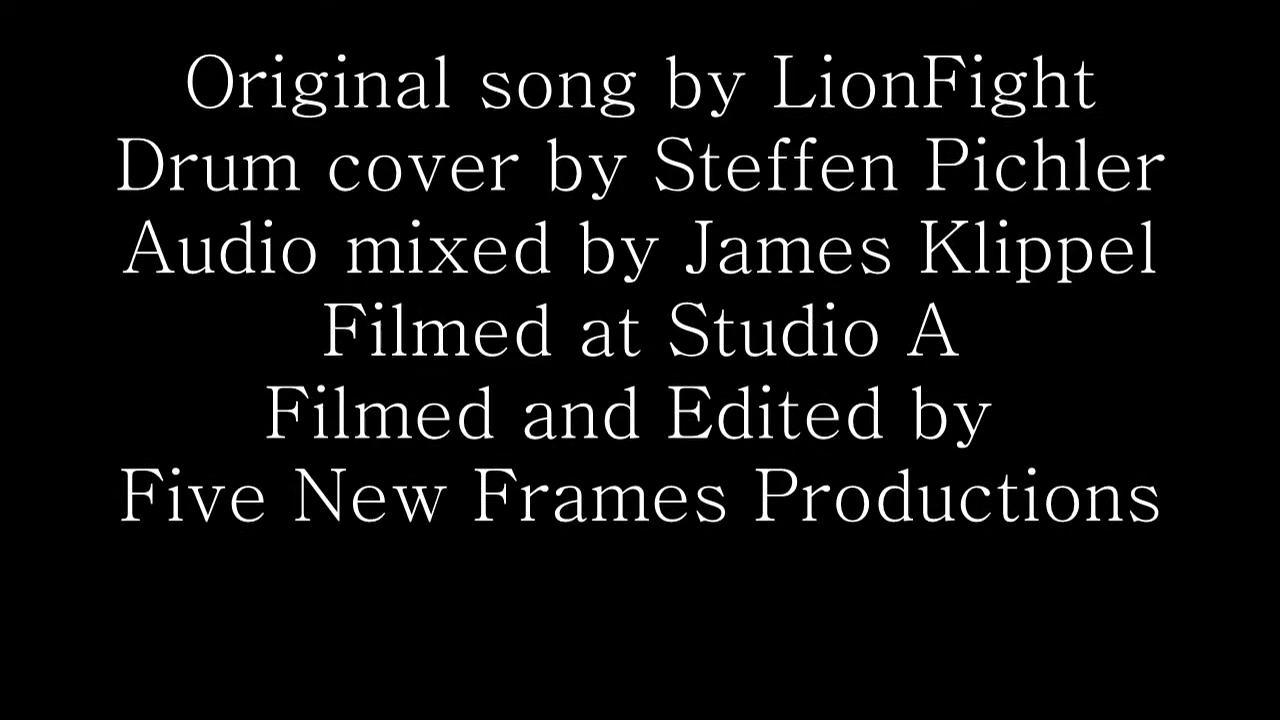 Original song by LionFight
Drum cover by Steffen Pichler
Audio mixed by James Klippel
Filmed at Studio A
Filmed and Edited by
Five New Frames Productions